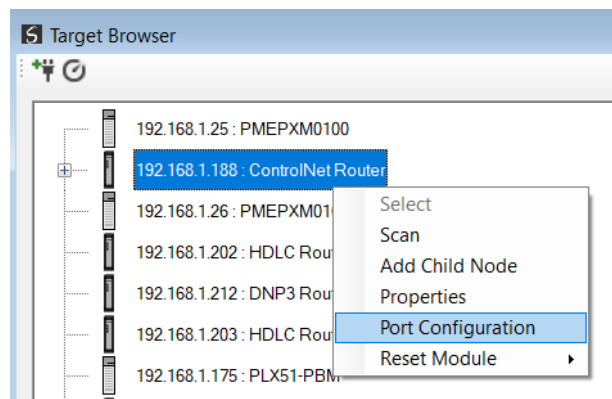 Target Browser
192.168.1.25 : PMEPXM0100
192.168.1.188 : ControlNet Router
192.168.1.26 : PMEPXM01
Select
Scan
192.168.1.202 : HDLC Rou
Add Child Node
192.168.1.212 : DNP3 Rou
Properties
192.168.1.203 : HDLC Rou
Port Configuration
Reset Module
192.168.1.175 : PLX51-PBM